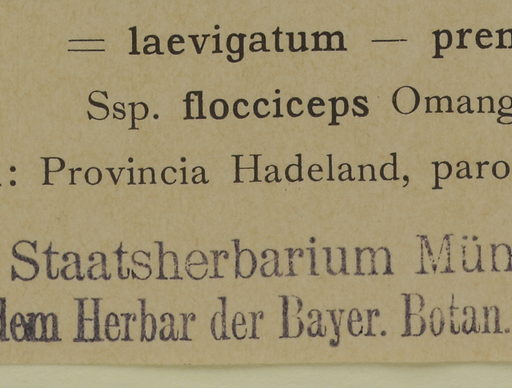 = laevigatum — pren
Ssp. flocciceps Omang
: Provincia Hadeland, paro
Staatsherbarium Mün
dem Herbar der Bayer. Botan.